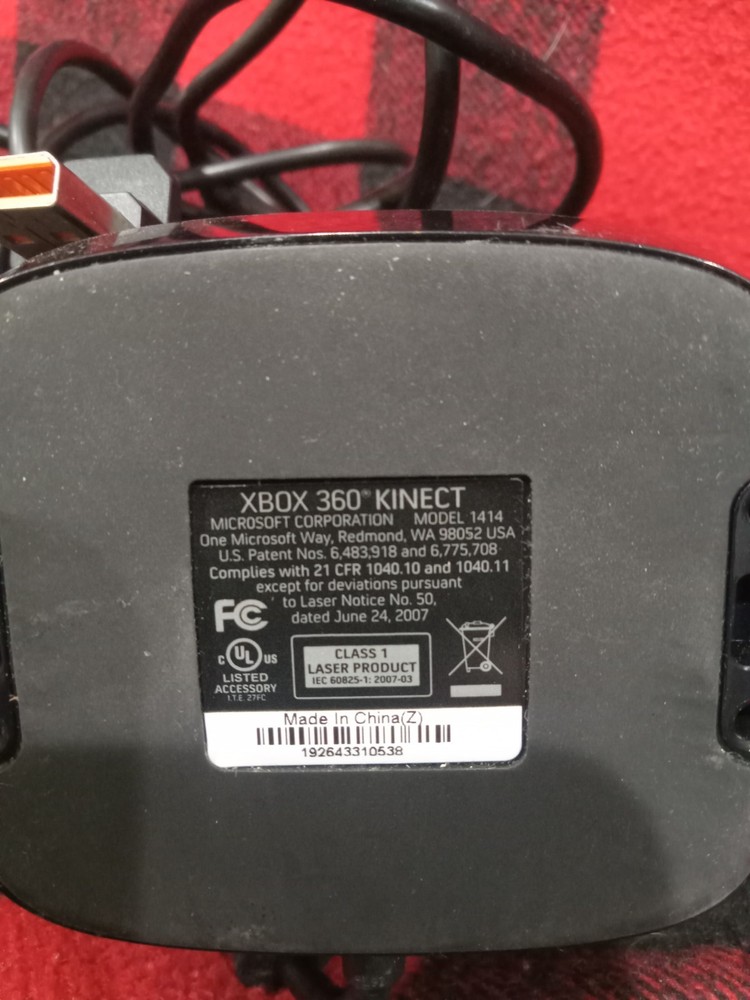 XBOX 360® KINECT
MICROSOFT CORPORATION MODEL 1414
One Microsoft Way, Redmond, WA 98052 USA
U.S. Patent Nos. 6,483,918 and 6,775,708
Complies with 21 CFR 1040.10 and 1040.11
except for deviations pursuant
to Laser Notice No. 50,
dated June 24, 2007
FC
C UL US
LISTED
ACCESSORY
I.T.E. 27FC
CLASS 1
LASER PRODUCT
IEC 60825-1: 2007-03
Made In China(Z)
192643310538